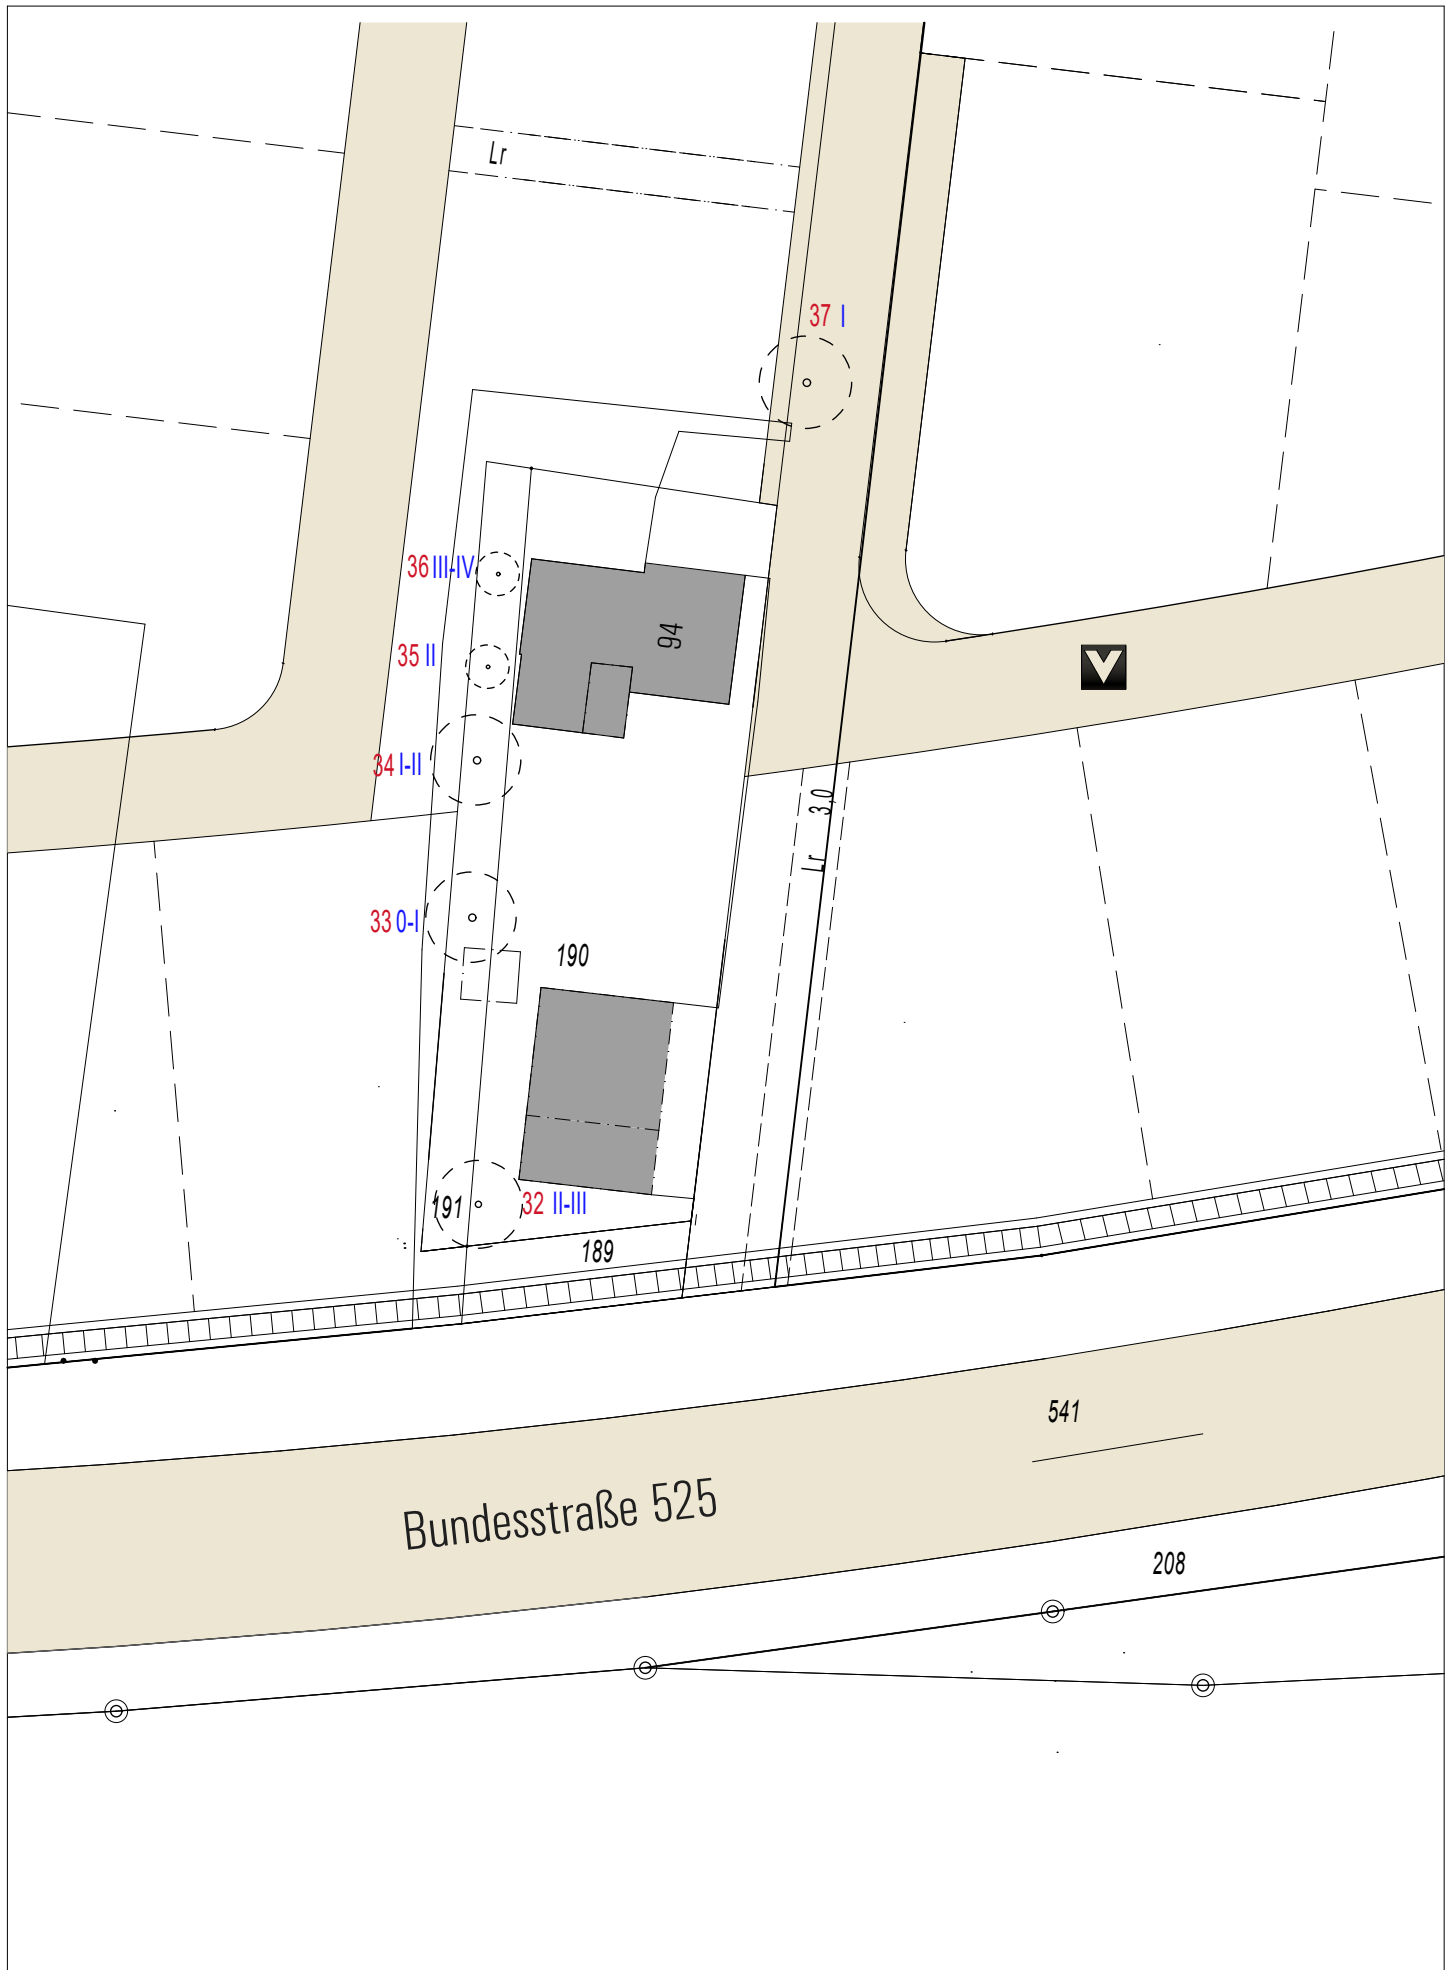 Lr
37 I
36 III-IV
35 II
94
34 I-II
V
Lr 3,0
33 0-I
190
191
32 II-III
189
541
Bundesstraße 525
208